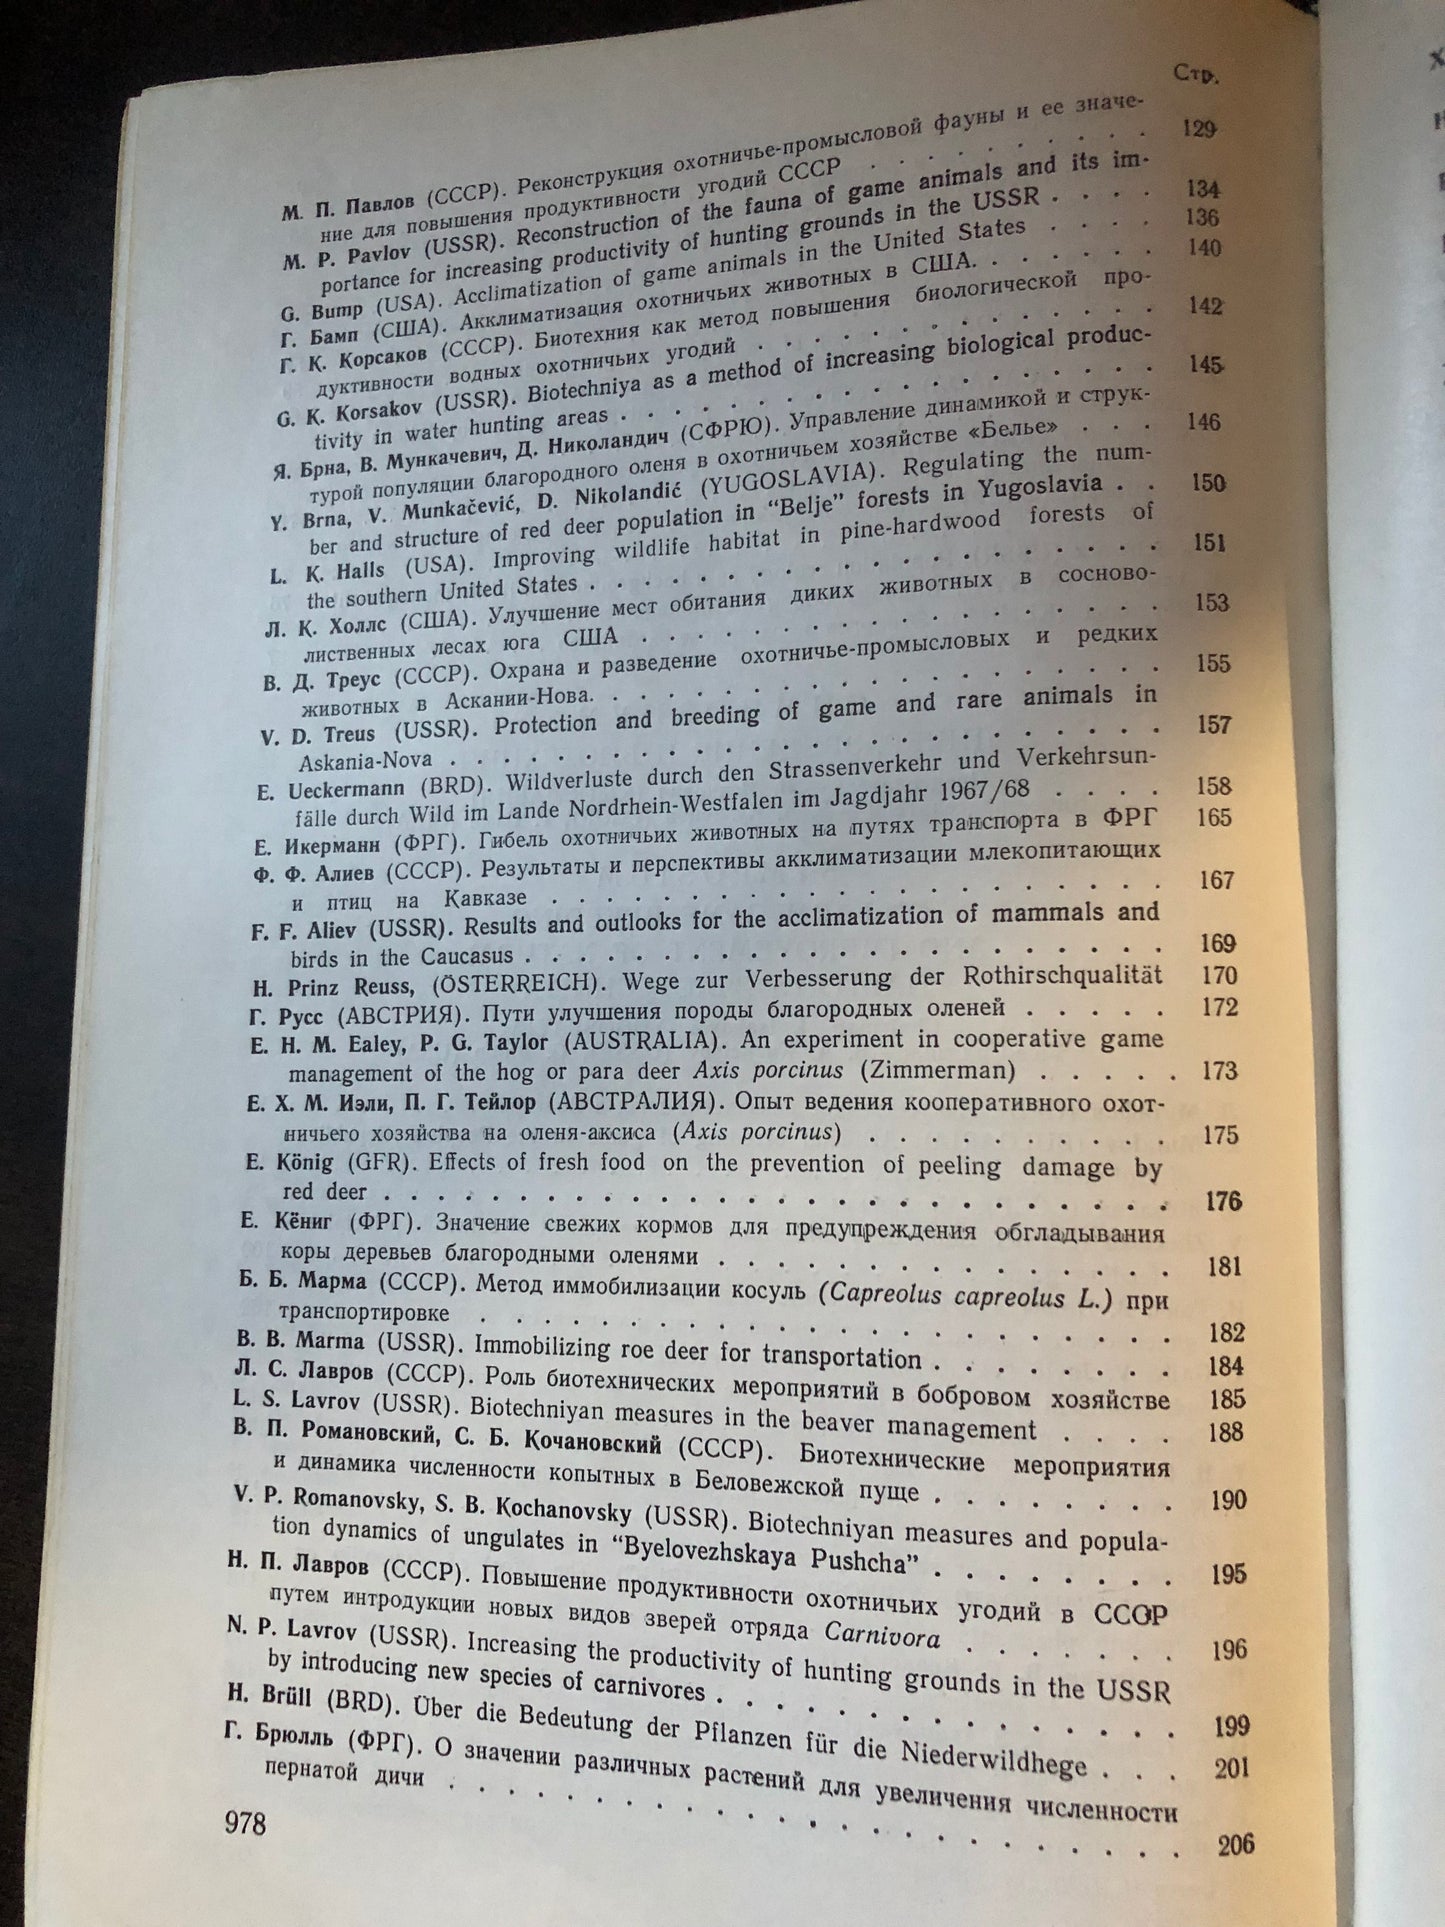 Стр.
М. П. Павлов (СССР). Реконструкция охотничье-промысловой фауны и ее значе-
ние для повышения продуктивности угодий СССР . . . . . . . . . 129
M. P. Pavlov (USSR). Reconstruction of the fauna of game animals and its im-
portance for increasing productivity of hunting grounds in the USSR . . . . 134
G. Bump (USA). Acclimatization of game animals in the United States . . . . 136
Г. Бамп (США). Акклиматизация охотничьих животных в США. . . . . . . 140
Г. К. Корсаков (СССР). Биотехния как метод повышения биологической про-
дуктивности водных охотничьих угодий . . . . . . . . . . . . . 142
G. K. Korsakov (USSR). Biotechniya as a method of increasing biological produc-
tivity in water hunting areas . . . . . . . . . . . . . . . . 145
Я. Брна, В. Мункачевич, Д. Николандич (СФРЮ). Управление динамикой и струк-
турой популяции благородного оленя в охотничьем хозяйстве «Белье» . . . 146
Y. Brna, V. Munkačević, D. Nikolandić (YUGOSLAVIA). Regulating the num-
ber and structure of red deer population in “Belje” forests in Yugoslavia . . 150
L. K. Halls (USA). Improving wildlife habitat in pine-hardwood forests of
the southern United States . . . . . . . . . . . . . . . . . 151
Л. К. Холлс (США). Улучшение мест обитания диких животных в сосново-
лиственных лесах юга США . . . . . . . . . . . . . . . . 153
В. Д. Треус (СССР). Охрана и разведение охотничье-промысловых и редких
животных в Аскании-Нова. . . . . . . . . . . . . . . . . . 155
V. D. Treus (USSR). Protection and breeding of game and rare animals in
Askania-Nova . . . . . . . . . . . . . . . . . . . . . . 157
E. Ueckermann (BRD). Wildverluste durch den Strassenverkehr und Verkehrsun-
fälle durch Wild im Lande Nordrhein-Westfalen im Jagdjahr 1967/68 . . . . 158
Е. Икерманн (ФРГ). Гибель охотничьих животных на путях транспорта в ФРГ 165
Ф. Ф. Алиев (СССР). Результаты и перспективы акклиматизации млекопитающих
и птиц на Кавказе . . . . . . . . . . . . . . . . . . . 167
F. F. Aliev (USSR). Results and outlooks for the acclimatization of mammals and
birds in the Caucasus . . . . . . . . . . . . . . . . . . . 169
H. Prinz Reuss, (ÖSTERREICH). Wege zur Verbesserung der Rothirschqualität 170
Г. Русс (АВСТРИЯ). Пути улучшения породы благородных оленей . . . . . 172
E. H. M. Ealey, P. G. Taylor (AUSTRALIA). An experiment in cooperative game
management of the hog or para deer Axis porcinus (Zimmerman) . . . . . 173
Е. Х. М. Иэли, П. Г. Тейлор (АВСТРАЛИЯ). Опыт ведения кооперативного охот-
ничьего хозяйства на оленя-аксиса (Axis porcinus) . . . . . . . . . . 175
E. König (GFR). Effects of fresh food on the prevention of peeling damage by
red deer . . . . . . . . . . . . . . . . . . . . . . . . 176
Е. Кёниг (ФРГ). Значение свежих кормов для предупреждения обгладывания
коры деревьев благородными оленями . . . . . . . . . . . . . . 181
Б. Б. Марма (СССР). Метод иммобилизации косуль (Capreolus capreolus L.) при
транспортировке . . . . . . . . . . . . . . . . . . . . 182
B. B. Marma (USSR). Immobilizing roe deer for transportation . . . . . . . . 184
Л. С. Лавров (СССР). Роль биотехнических мероприятий в бобровом хозяйстве 185
L. S. Lavrov (USSR). Biotechniyan measures in the beaver management . . . . 188
В. П. Романовский, С. Б. Кочановский (СССР). Биотехнические мероприятия
и динамика численности копытных в Беловежской пуще . . . . . . . . 190
V. P. Romanovsky, S. B. Kochanovsky (USSR). Biotechniyan measures and popula-
tion dynamics of ungulates in “Byelovezhskaya Pushcha” . . . . . . . . 195
Н. П. Лавров (СССР). Повышение продуктивности охотничьих угодий в СССР
путем интродукции новых видов зверей отряда Carnivora . . . . . . . 196
N. P. Lavrov (USSR). Increasing the productivity of hunting grounds in the USSR
by introducing new species of carnivores . . . . . . . . . . . . . . 199
H. Brüll (BRD). Über die Bedeutung der Pflanzen für die Niederwildhege . . . 201
Г. Брюлль (ФРГ). О значении различных растений для увеличения численности
пернатой дичи . . . . . . . . . . . . . . . . . . . . . 206
978